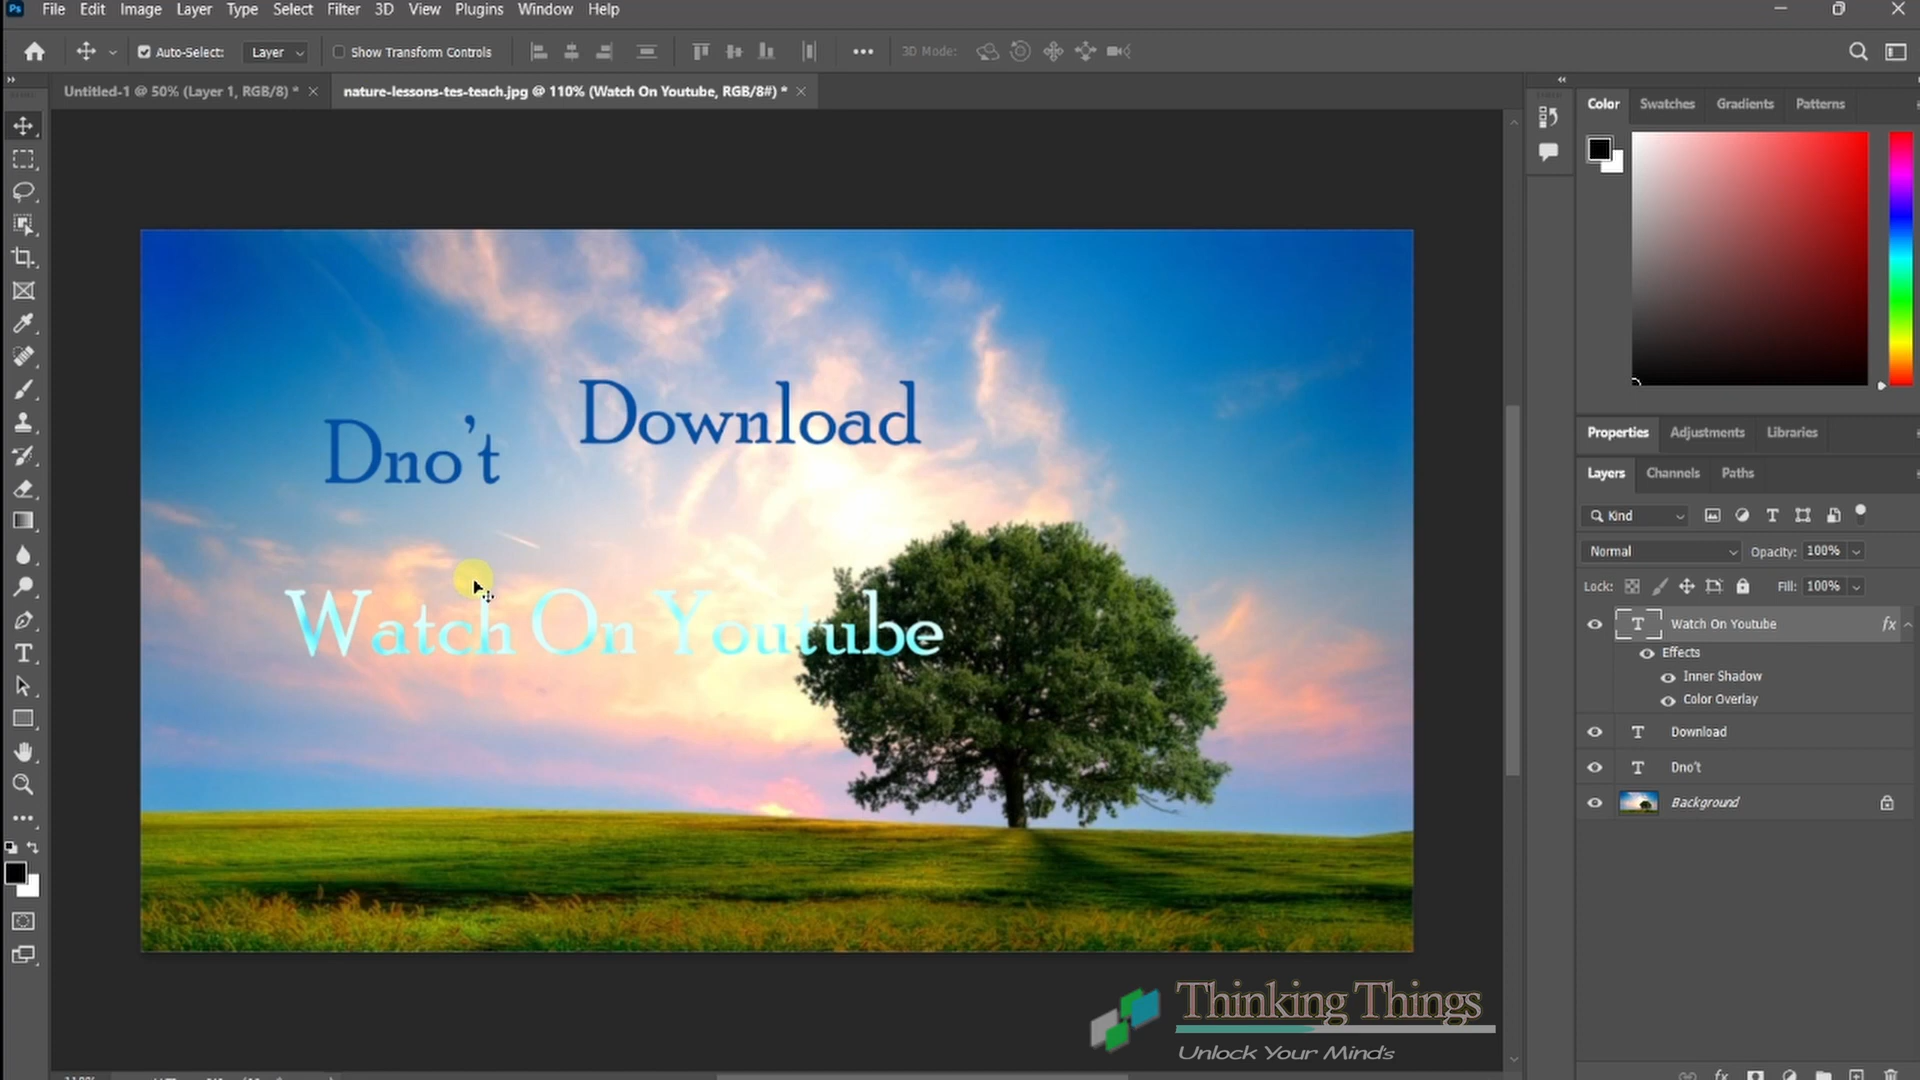 Ps File Edit Image Layer Type Select Filter 3D View Plugins Window Help
Auto-Select: Layer Show Transform Controls 3D Mode:
Untitled-1 @ 50% (Layer 1, RGB/8) * nature-lessons-tes-teach.jpg @ 110% (Watch On Youtube, RGB/8#) *
Color Swatches Gradients Patterns
Download
Dno't
Watch On Youtube
Properties Adjustments Libraries
Layers Channels Paths
Kind
Normal Opacity: 100%
Lock: Fill: 100%
T Watch On Youtube fx
Effects
Inner Shadow
Color Overlay
T Download
T Dno't
Background
Thinking Things
Unlock Your Mind's